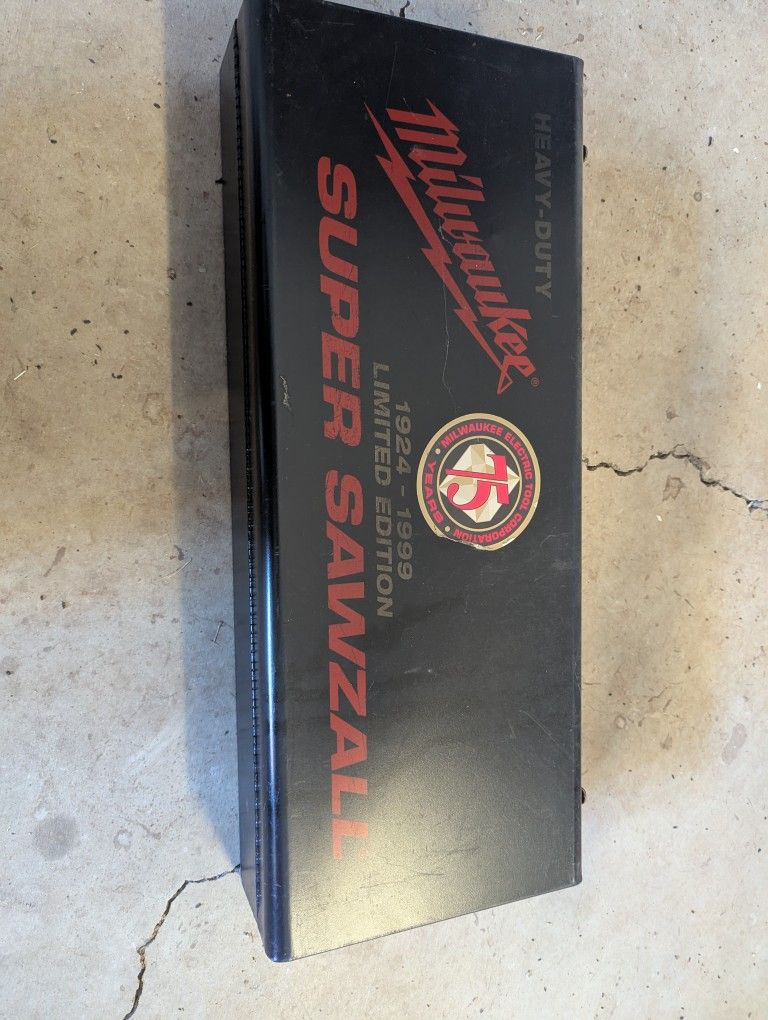 HEAVY-DUTY
Milwaukee®
MILWAUKEE ELECTRIC TOOL CORPORATION
75
• YEARS •
1924 - 1999
LIMITED EDITION
SUPER SAWZALL